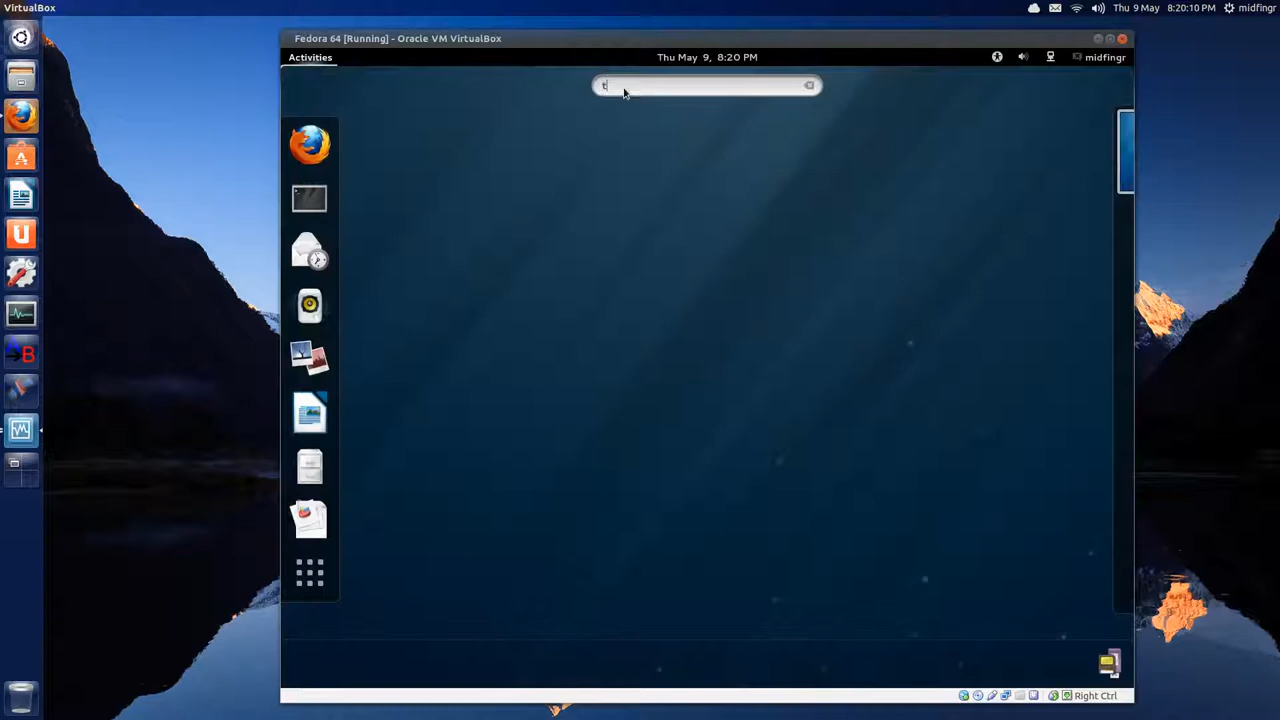 VirtualBox
Thu 9 May 8:20:10 PM midfingr
Fedora 64 [Running] - Oracle VM VirtualBox
Activities
Thu May 9, 8:20 PM
midfingr
t
Right Ctrl